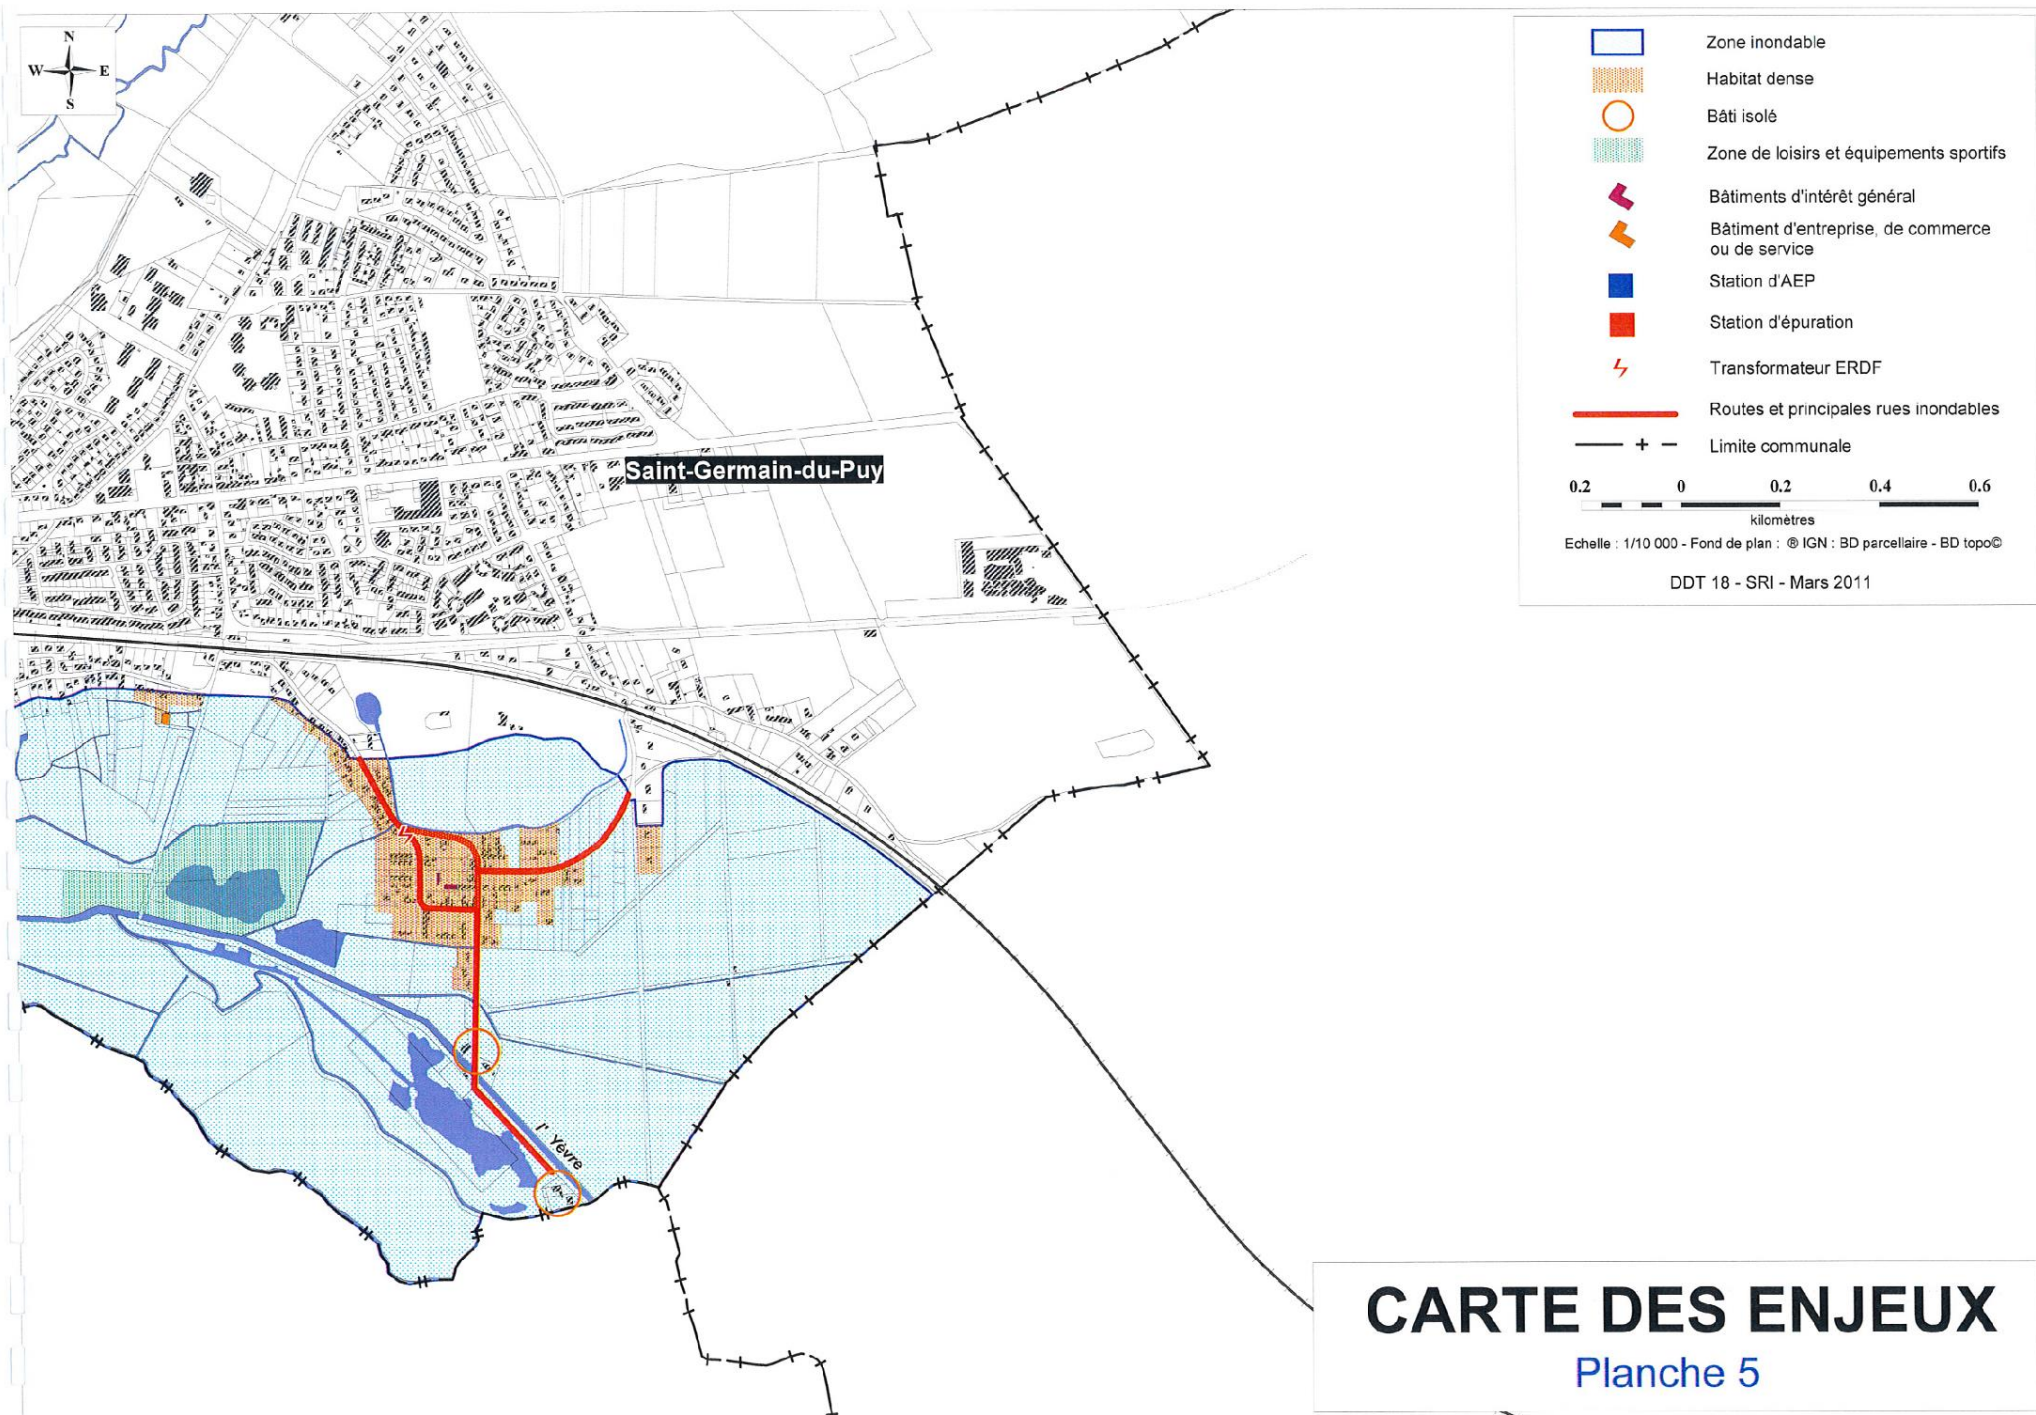 N
W E
S
Saint-Germain-du-Puy
l' Yèvre
Zone inondable
Habitat dense
Bâti isolé
Zone de loisirs et équipements sportifs
Bâtiments d'intérêt général
Bâtiment d'entreprise, de commerce
ou de service
Station d'AEP
Station d'épuration
Transformateur ERDF
Routes et principales rues inondables
Limite communale
0.2 0 0.2 0.4 0.6
kilomètres
Echelle : 1/10 000 - Fond de plan : ® IGN : BD parcellaire - BD topo©
DDT 18 - SRI - Mars 2011
CARTE DES ENJEUX
Planche 5